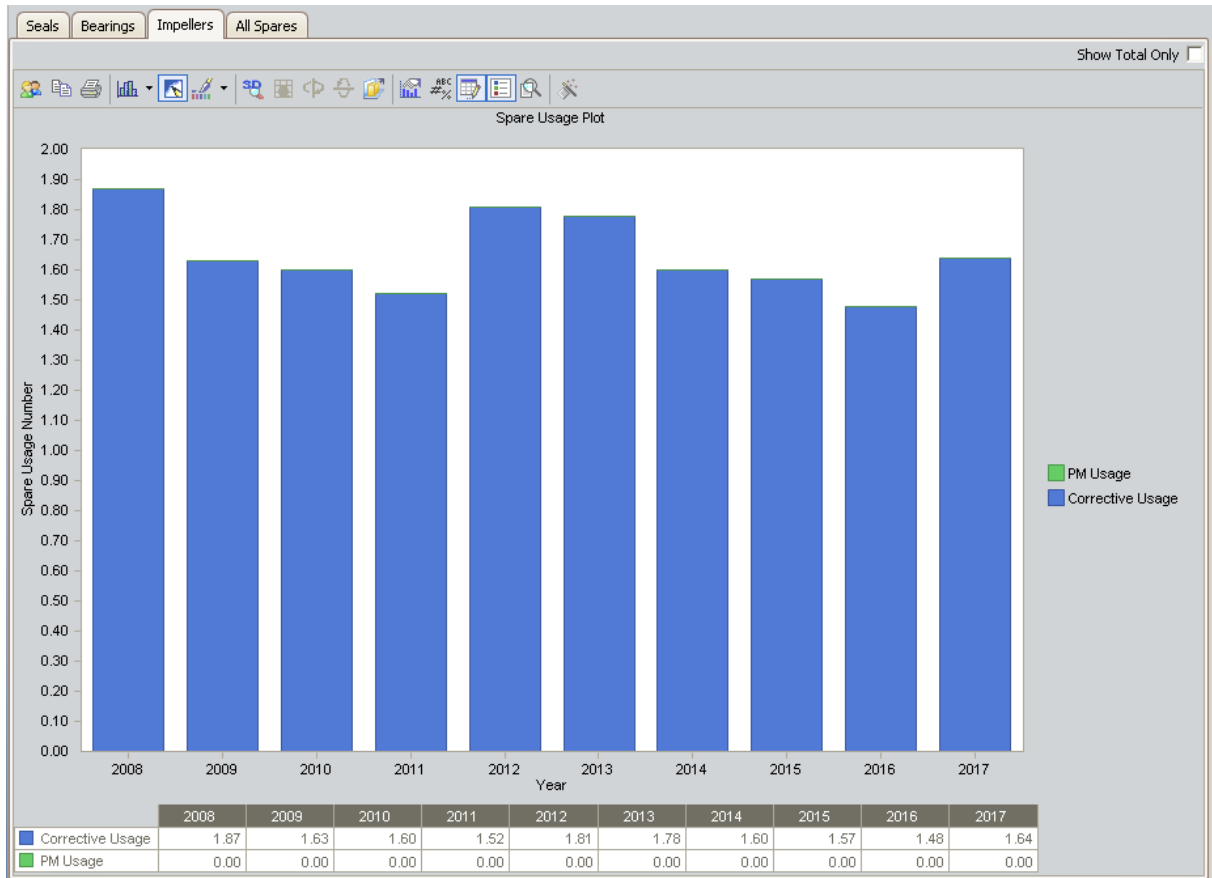 Seals Bearings Impellers All Spares
Show Total Only
3D ABC #%
Spare Usage Plot
2.00
1.90
1.80
1.70
1.60
1.50
1.40
1.30
1.20
1.10
1.00
0.90
0.80
0.70
0.60
0.50
0.40
0.30
0.20
0.10
0.00
Spare Usage Number
2008 2009 2010 2011 2012 2013 2014 2015 2016 2017
Year
PM Usage
Corrective Usage
2008 2009 2010 2011 2012 2013 2014 2015 2016 2017
Corrective Usage 1.87 1.63 1.60 1.52 1.81 1.78 1.60 1.57 1.48 1.64
PM Usage 0.00 0.00 0.00 0.00 0.00 0.00 0.00 0.00 0.00 0.00